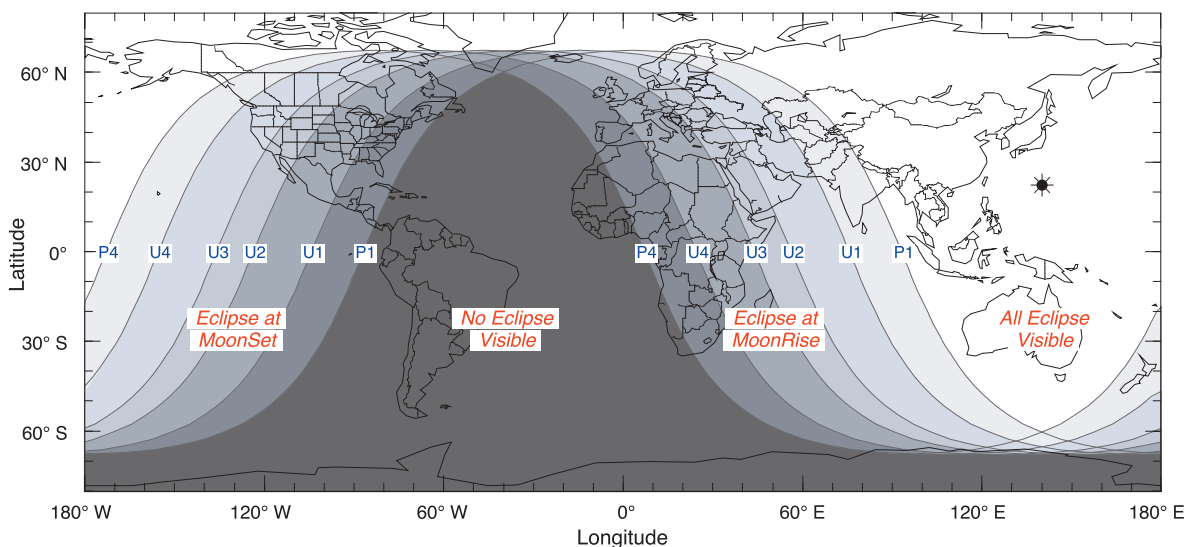 60° N
30° N
0°
30° S
60° S
Latitude
P4 U4 U3 U2 U1 P1 P4 U4 U3 U2 U1 P1
Eclipse at
MoonSet
No Eclipse
Visible
Eclipse at
MoonRise
All Eclipse
Visible
180° W 120° W 60° W 0° 60° E 120° E 180° E
Longitude